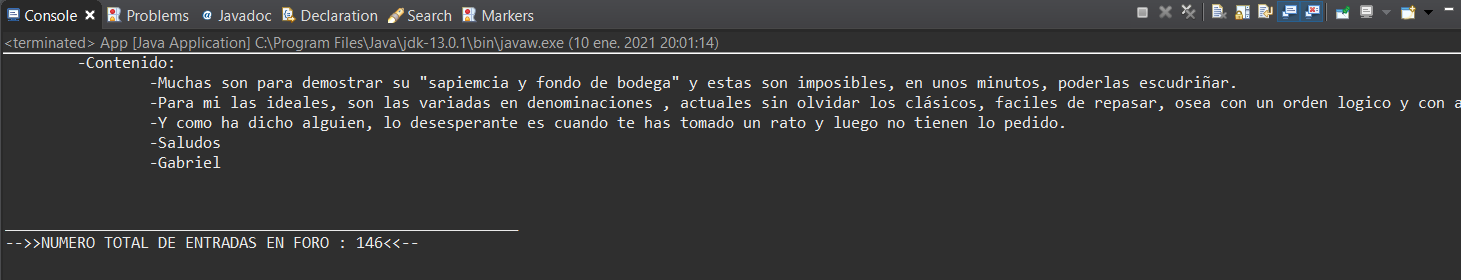 Console Problems Javadoc Declaration Search Markers
<terminated> App [Java Application] C:\Program Files\Java\jdk-13.0.1\bin\javaw.exe (10 ene. 2021 20:01:14)
-Contenido:
-Muchas son para demostrar su "sapiemcia y fondo de bodega" y estas son imposibles, en unos minutos, poderlas escudriñar.
-Para mi las ideales, son las variadas en denominaciones , actuales sin olvidar los clásicos, faciles de repasar, osea con un orden logico y con a
-Y como ha dicho alguien, lo desesperante es cuando te has tomado un rato y luego no tienen lo pedido.
-Saludos
-Gabriel
-->>NUMERO TOTAL DE ENTRADAS EN FORO : 146<<--